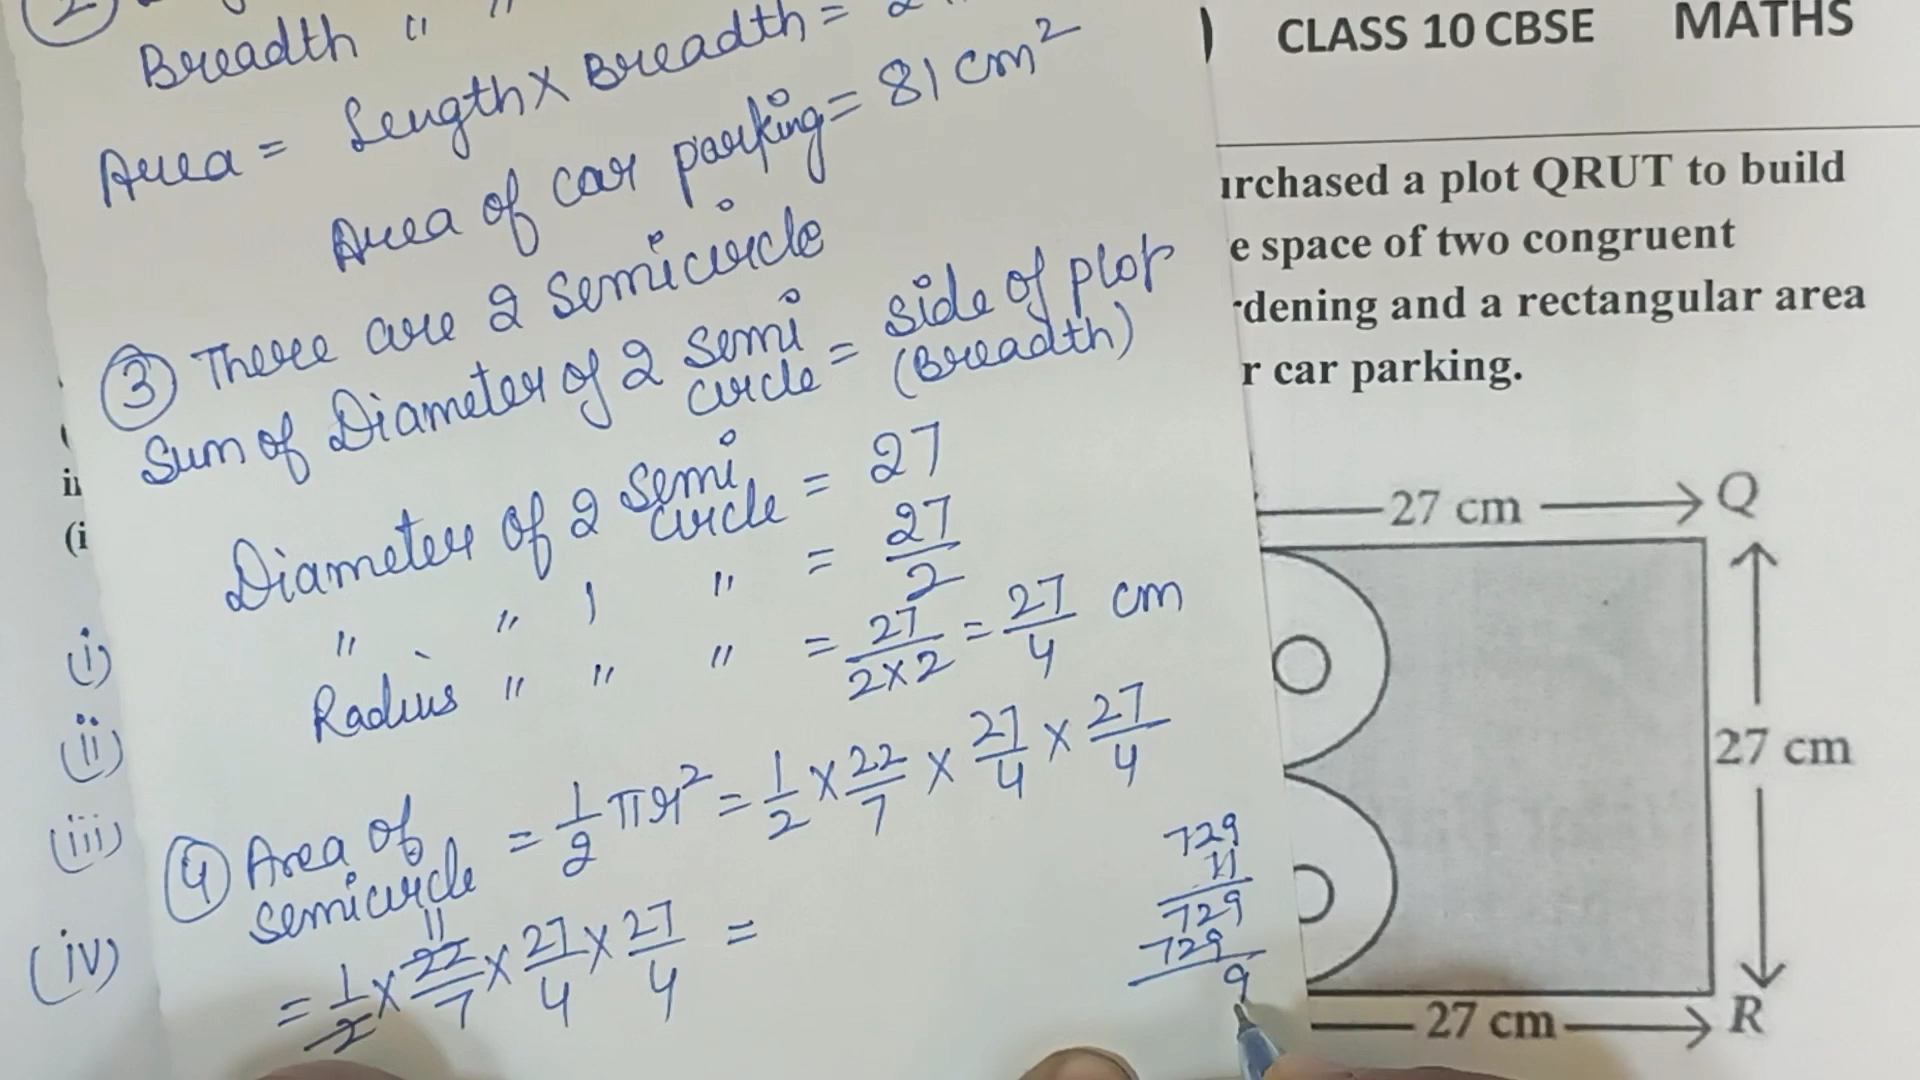 2
Breadth " "
Area = Length × Breadth = 2
Area of car parking = 81 cm²
③ There are 2 semicircle
Sum of Diameter of 2 semi circle = side of plot (Breadth)
Diameter of 2 semi circle = 27
" " 1 " = 27/2
Radius " " " = 27/2×2 = 27/4 cm
④ Area of semicircle = 1/2 πr² = 1/2 × 22/7 × 27/4 × 27/4
= 1/2 × 22/7 × 27/4 × 27/4 =
11
729
11
729
729
9
(i)
(ii)
(iii)
(iv)
(i
) CLASS 10 CBSE MATHS
urchased a plot QRUT to build
e space of two congruent
rdening and a rectangular area
r car parking.
27 cm Q
27 cm
27 cm R